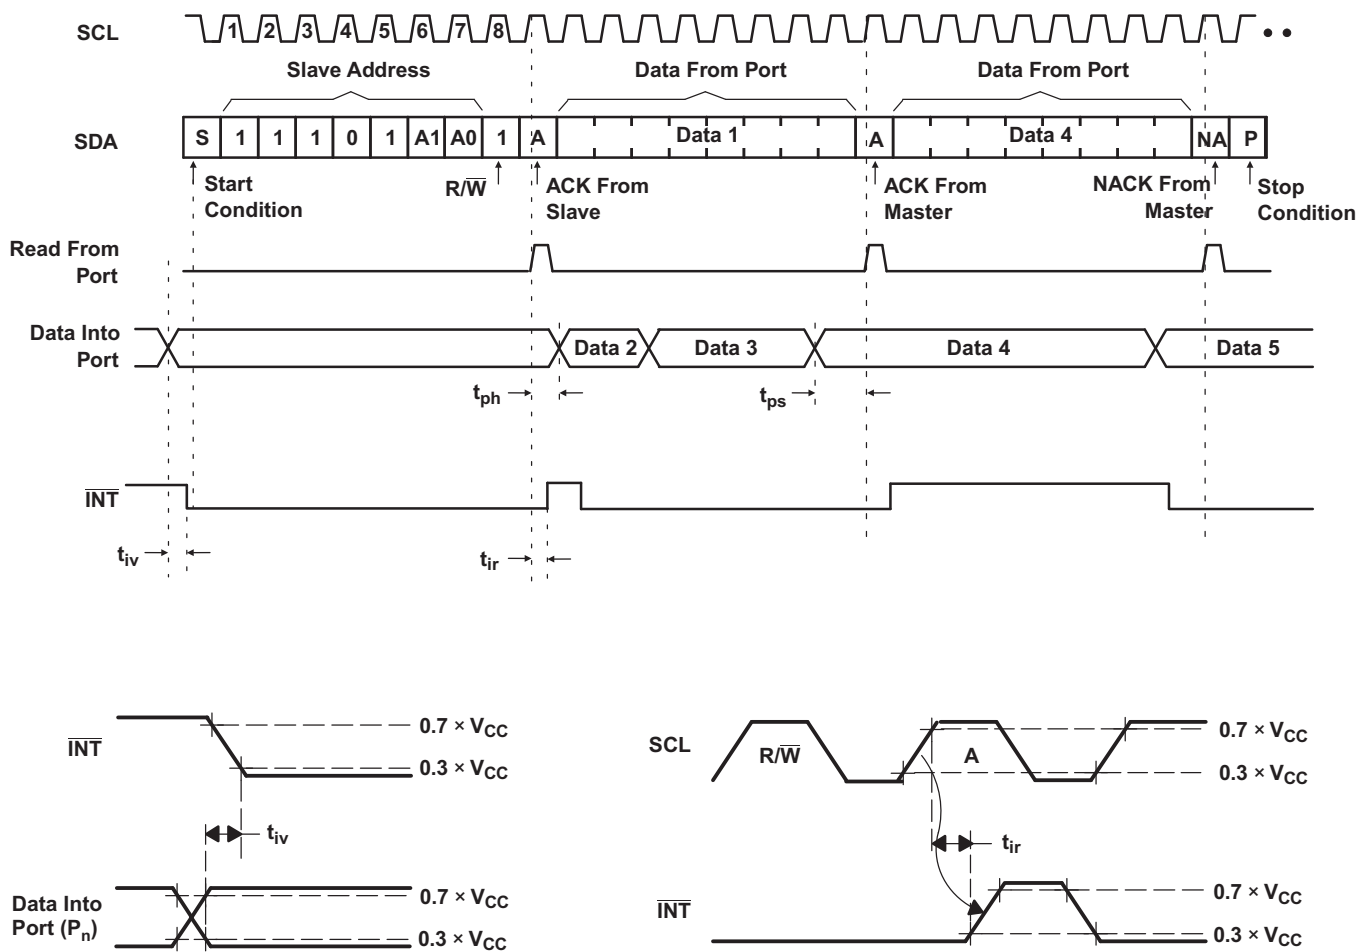 SCL 1 2 3 4 5 6 7 8
Slave Address Data From Port Data From Port
SDA S 1 1 1 0 1 A1 A0 1 A Data 1 A Data 4 NA P
Start Condition
R/W̅
ACK From Slave
ACK From Master
NACK From Master
Stop Condition
Read From Port
Data Into Port
Data 2 Data 3 Data 4 Data 5
tph tps
I̅N̅T̅
tiv tir
I̅N̅T̅
0.7 × VCC
0.3 × VCC
tiv
Data Into Port (Pn)
0.7 × VCC
0.3 × VCC
SCL R/W̅ A
0.7 × VCC
0.3 × VCC
tir
I̅N̅T̅
0.7 × VCC
0.3 × VCC